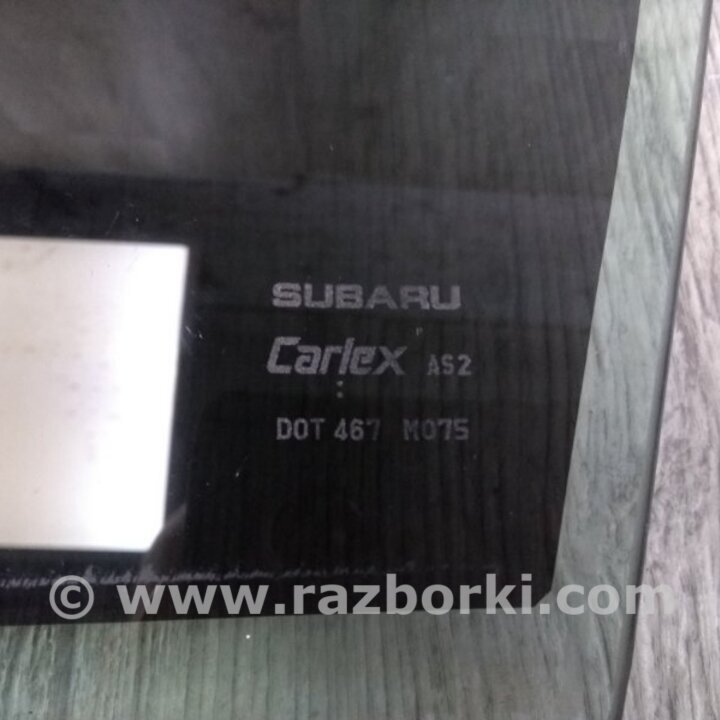 SUBARU
Carlex AS2
DOT 467 M075
© www.razborki.com